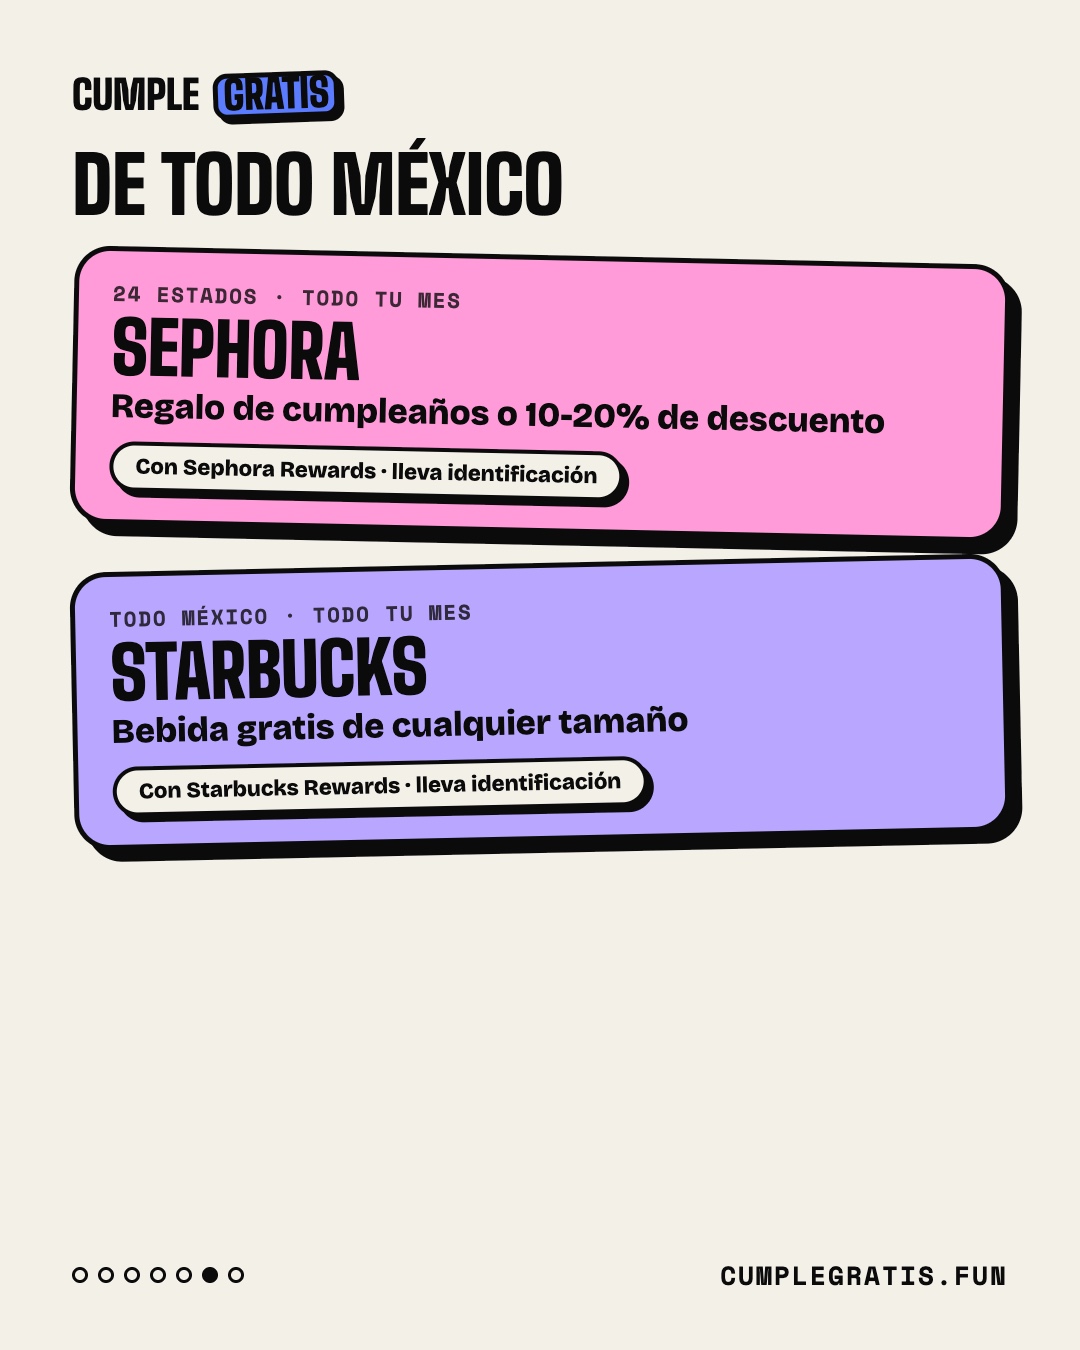 CUMPLE GRATIS
DE TODO MÉXICO
24 ESTADOS · TODO TU MES
SEPHORA
Regalo de cumpleaños o 10-20% de descuento
Con Sephora Rewards · lleva identificación
TODO MÉXICO · TODO TU MES
STARBUCKS
Bebida gratis de cualquier tamaño
Con Starbucks Rewards · lleva identificación
CUMPLEGRATIS.FUN